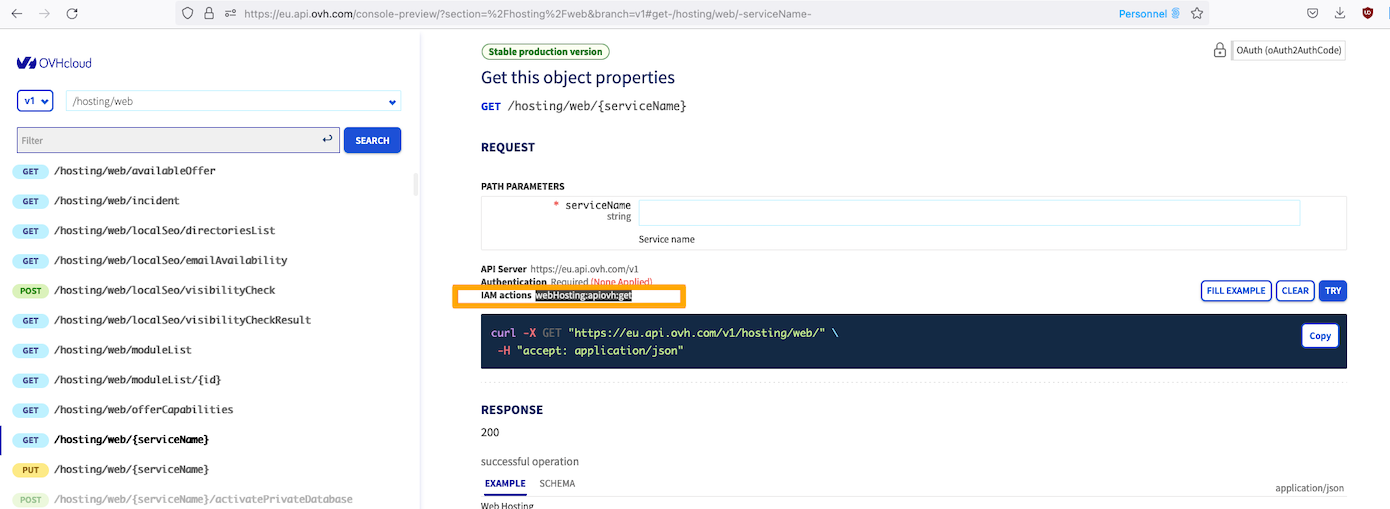 https://eu.api.ovh.com/console-preview/?section=%2Fhosting%2Fweb&branch=v1#get-/hosting/web/-serviceName-
Personnel
OVHcloud
v1
/hosting/web
Filter
SEARCH
GET /hosting/web/availableOffer
GET /hosting/web/incident
GET /hosting/web/localSeo/directoriesList
GET /hosting/web/localSeo/emailAvailability
POST /hosting/web/localSeo/visibilityCheck
GET /hosting/web/localSeo/visibilityCheckResult
GET /hosting/web/moduleList
GET /hosting/web/moduleList/{id}
GET /hosting/web/offerCapabilities
GET /hosting/web/{serviceName}
PUT /hosting/web/{serviceName}
POST /hosting/web/{serviceName}/activatePrivateDatabase
Stable production version
OAuth (oAuth2AuthCode)
Get this object properties
GET /hosting/web/{serviceName}
REQUEST
PATH PARAMETERS
* serviceName
string
Service name
API Server https://eu.api.ovh.com/v1
Authentication Required (None Applied)
IAM actions webHosting:apiovh:get
FILL EXAMPLE CLEAR TRY
curl -X GET "https://eu.api.ovh.com/v1/hosting/web/" \
-H "accept: application/json"
Copy
RESPONSE
200
successful operation
EXAMPLE SCHEMA
application/json
Web Hosting